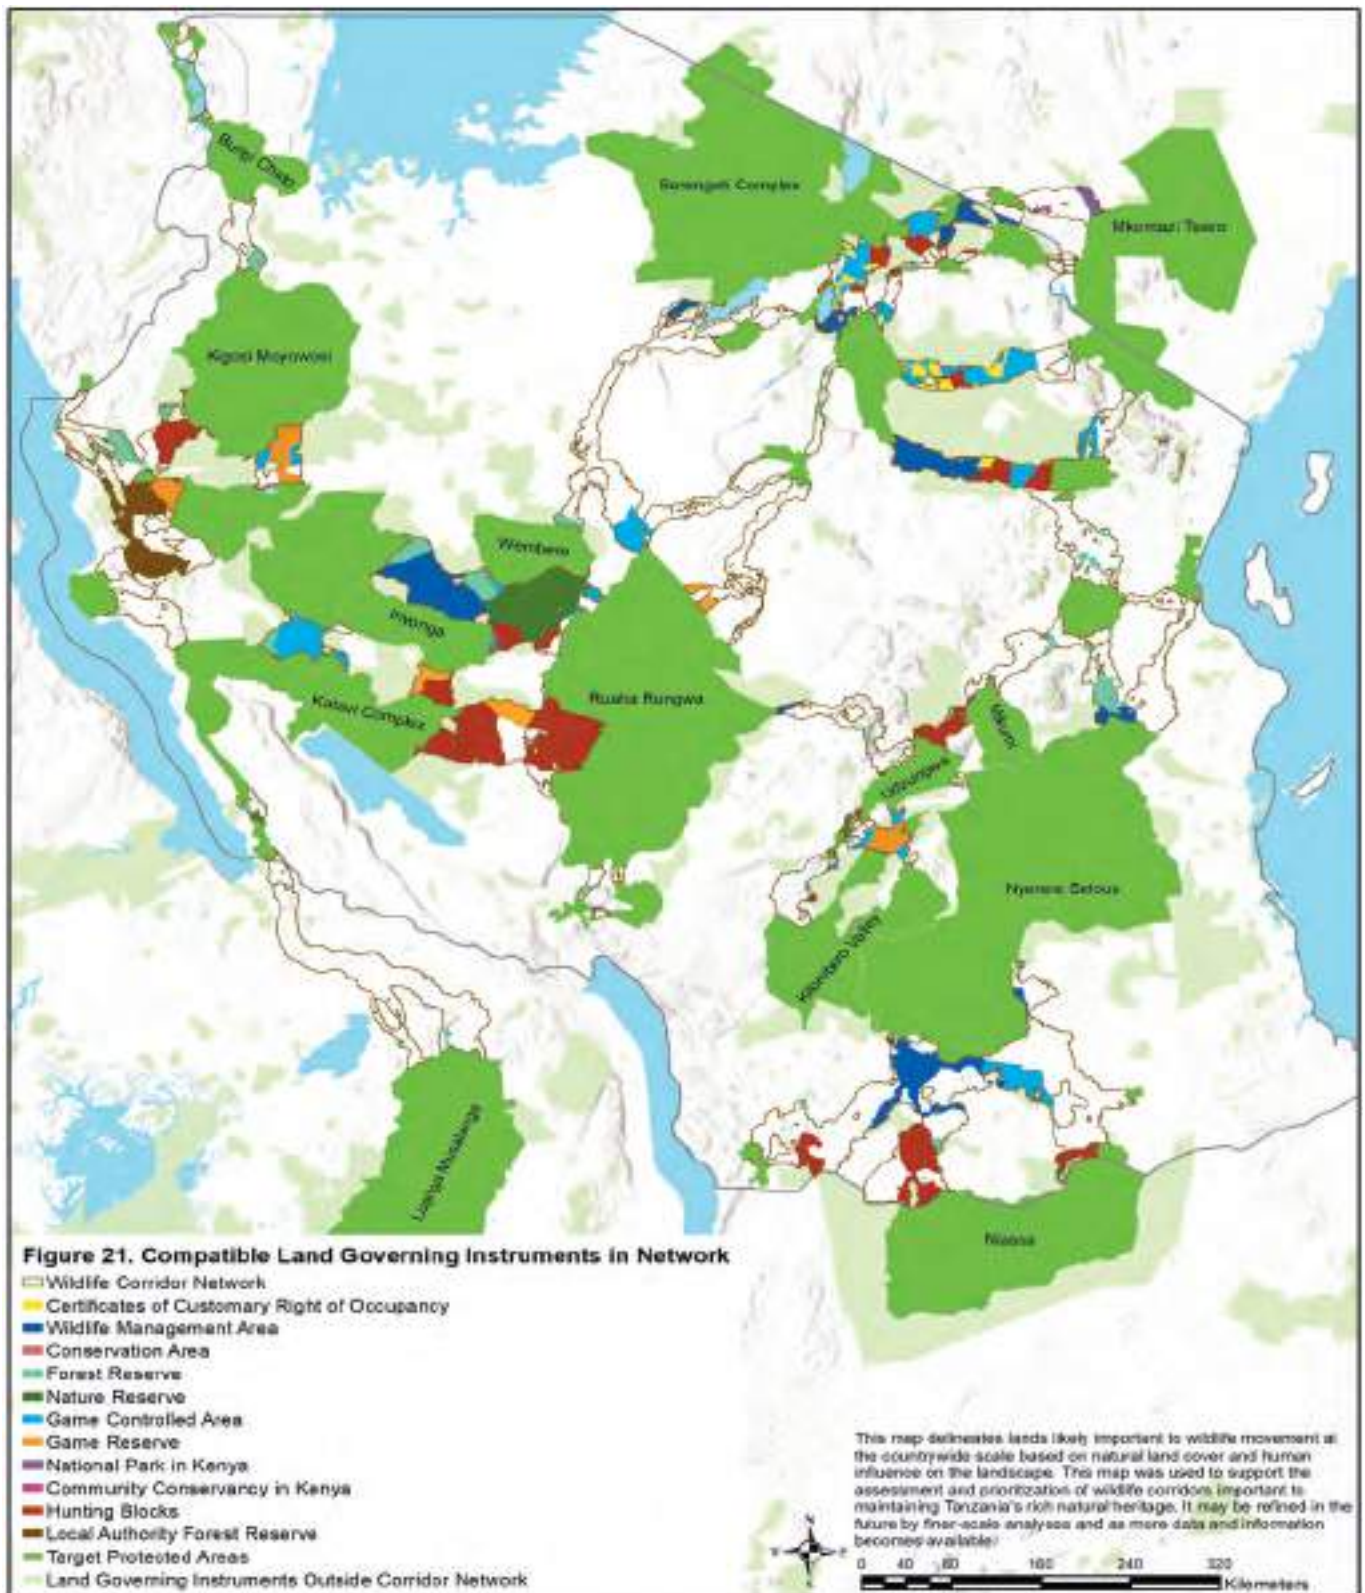 Burigi Chato
Serengeti Complex
Mkomazi Tsavo
Kigosi Moyowosi
Wembere
Inyonga
Katavi Complex
Ruaha Rungwa
Mikumi
Udzungwa
Nyerere Selous
Kilombero Valley
Luanga Musalangu
Niassa
Figure 21. Compatible Land Governing Instruments in Network
Wildlife Corridor Network
Certificates of Customary Right of Occupancy
Wildlife Management Area
Conservation Area
Forest Reserve
Nature Reserve
Game Controlled Area
Game Reserve
National Park in Kenya
Community Conservancy in Kenya
Hunting Blocks
Local Authority Forest Reserve
Target Protected Areas
Land Governing Instruments Outside Corridor Network
This map delineates lands likely important to wildlife movement at
the countrywide scale based on natural land cover and human
influence on the landscape. This map was used to support the
assessment and prioritization of wildlife corridors important to
maintaining Tanzania's rich natural heritage. It may be refined in the
future by finer-scale analyses and as more data and information
becomes available.
N
0 40 80 160 240 320
Kilometers